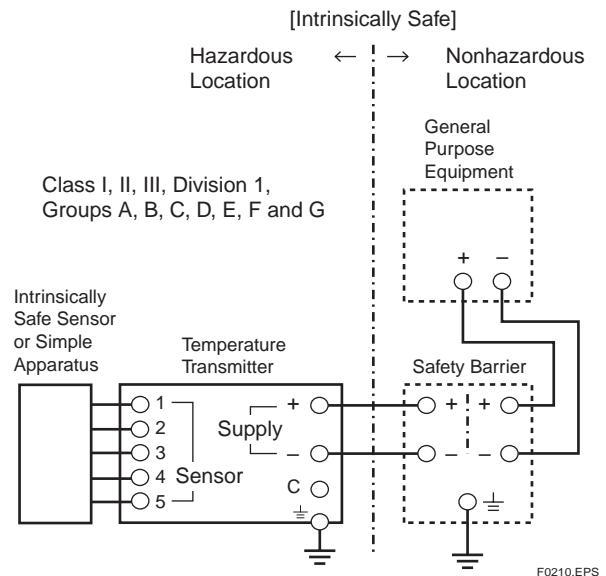 [Intrinsically Safe]
Hazardous
Location
← →
Nonhazardous
Location
General
Purpose
Equipment
+ –
Class I, II, III, Division 1,
Groups A, B, C, D, E, F and G
Intrinsically
Safe Sensor
or Simple
Apparatus
Temperature
Transmitter
1
2
3
4
5
Sensor
Supply
+
–
C
Safety Barrier
+ +
– –
F0210.EPS